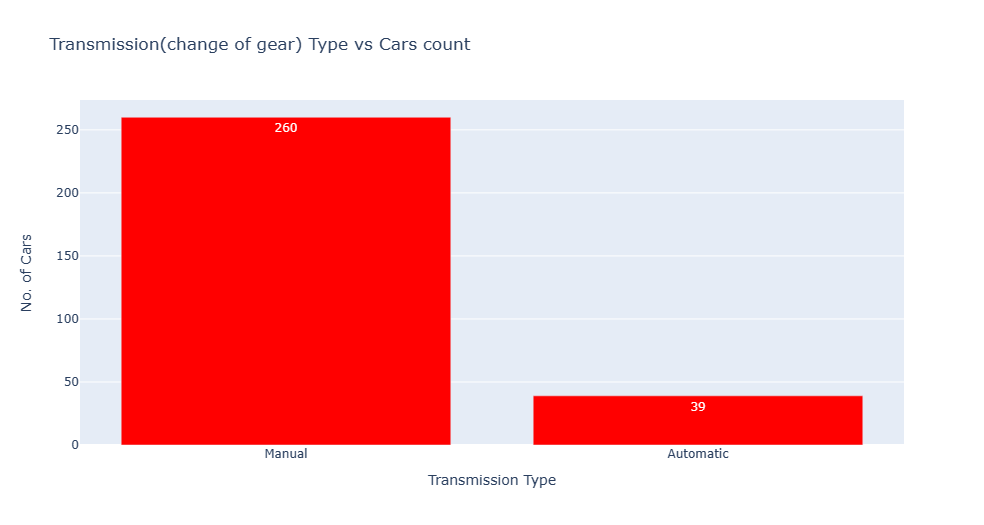 Transmission(change of gear) Type vs Cars count
No. of Cars
250
200
150
100
50
0
260
39
Manual
Automatic
Transmission Type